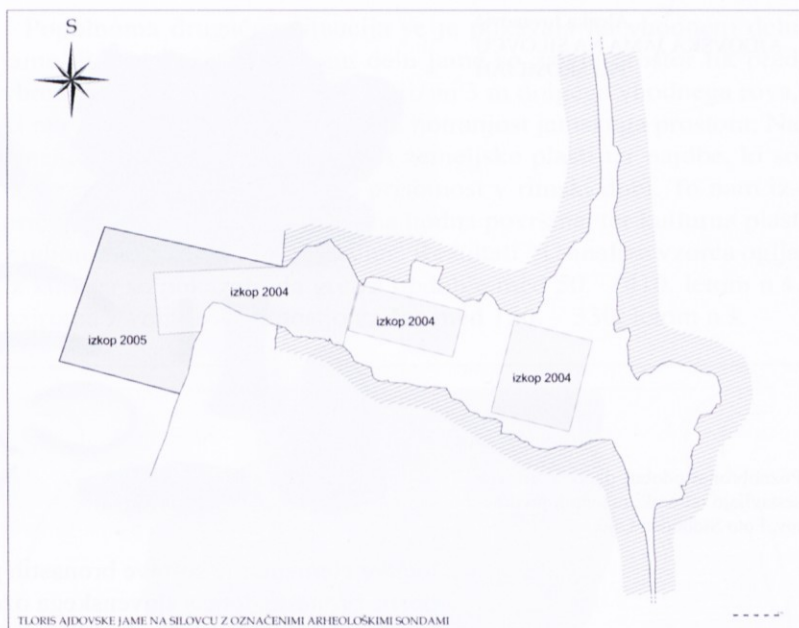 S
izkop 2004
izkop 2004
izkop 2005
izkop 2004
TLORIS AJDOVSKE JAME NA SILOVCU Z OZNAČENIMI ARHEOLOŠKIMI SONDAMI